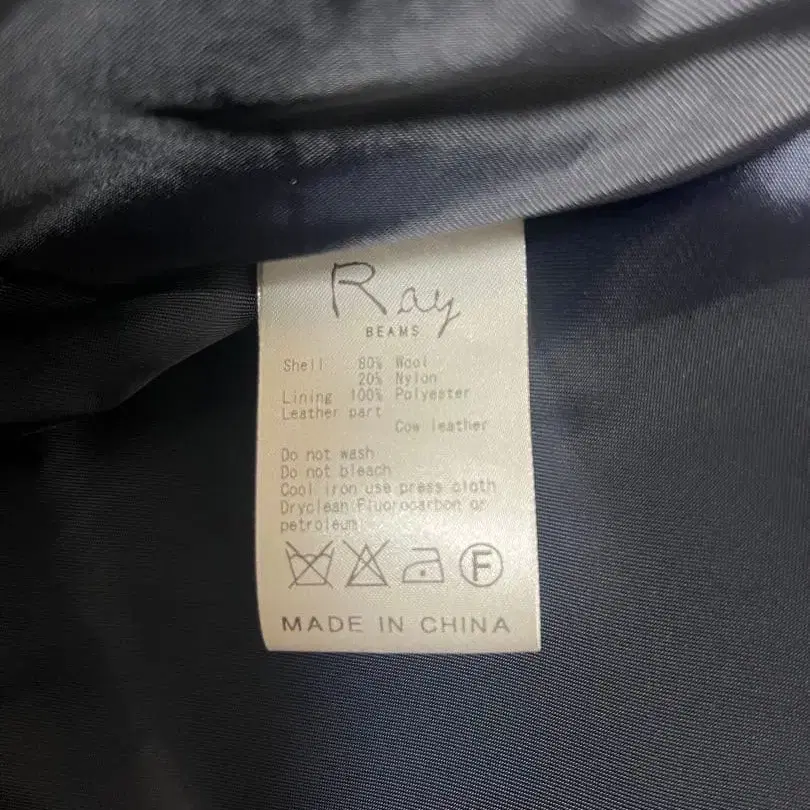 Ray
BEAMS
Shell 80% Wool
20% Nylon
Lining 100% Polyester
Leather part
Cow leather
Do not wash
Do not bleach
Cool iron use press cloth
Dryclean Fluorocarbon or
petroleum
F
MADE IN CHINA